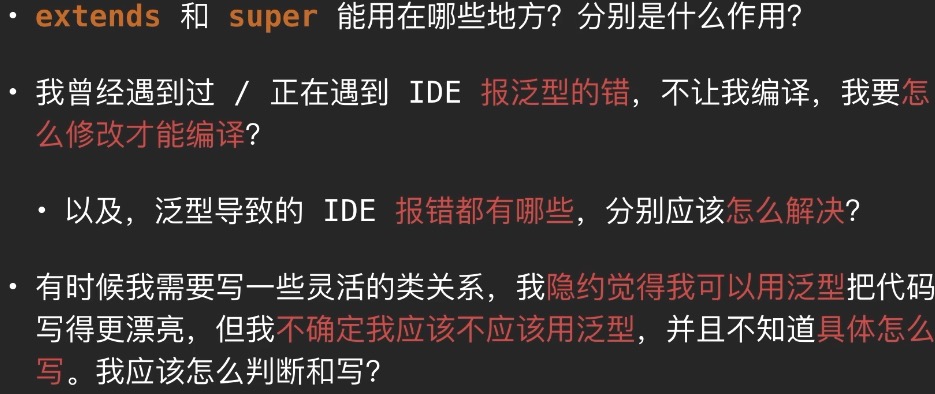 • extends 和 super 能用在哪些地方？分别是什么作用？
• 我曾经遇到过 / 正在遇到 IDE 报泛型的错，不让我编译，我要怎
么修改才能编译？
• 以及，泛型导致的 IDE 报错都有哪些，分别应该怎么解决？
• 有时候我需要写一些灵活的类关系，我隐约觉得我可以用泛型把代码
写得更漂亮，但我不确定我应该不应该用泛型，并且不知道具体怎么
写。我应该怎么判断和写？